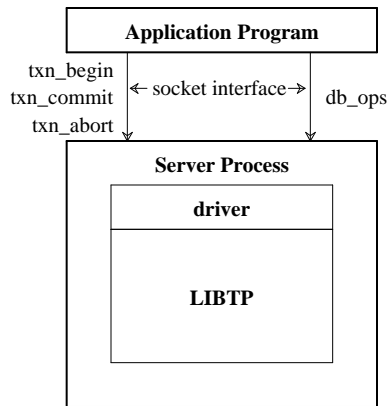 Application Program
txn_begin
txn_commit
txn_abort
socket interface
db_ops
Server Process
driver
LIBTP